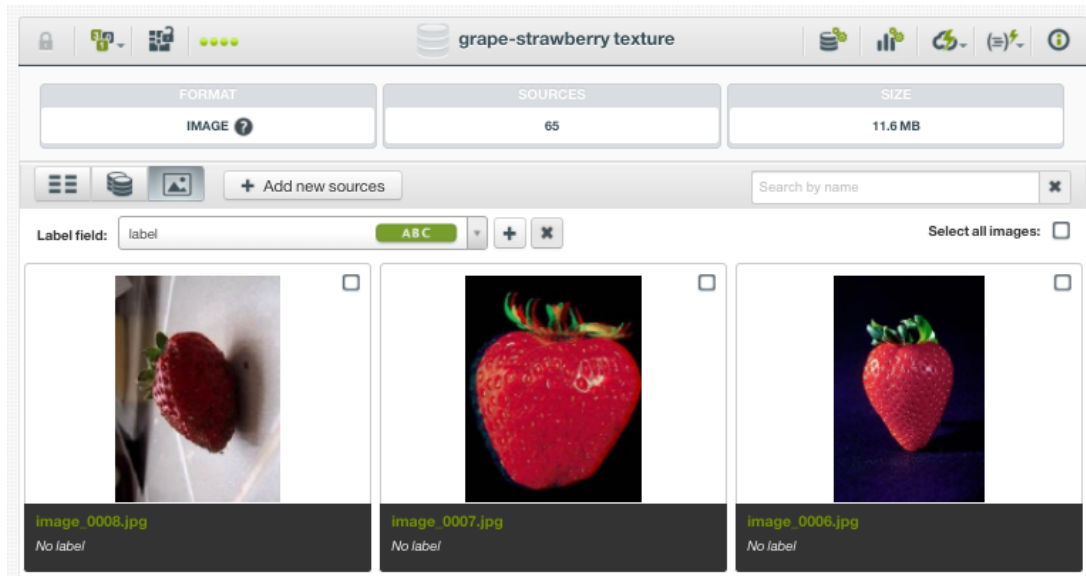 grape-strawberry texture
FORMAT
SOURCES
SIZE
IMAGE ?
65
11.6 MB
+ Add new sources
Search by name
Label field:
label
ABC
Select all images:
image_0008.jpg
No label
image_0007.jpg
No label
image_0006.jpg
No label